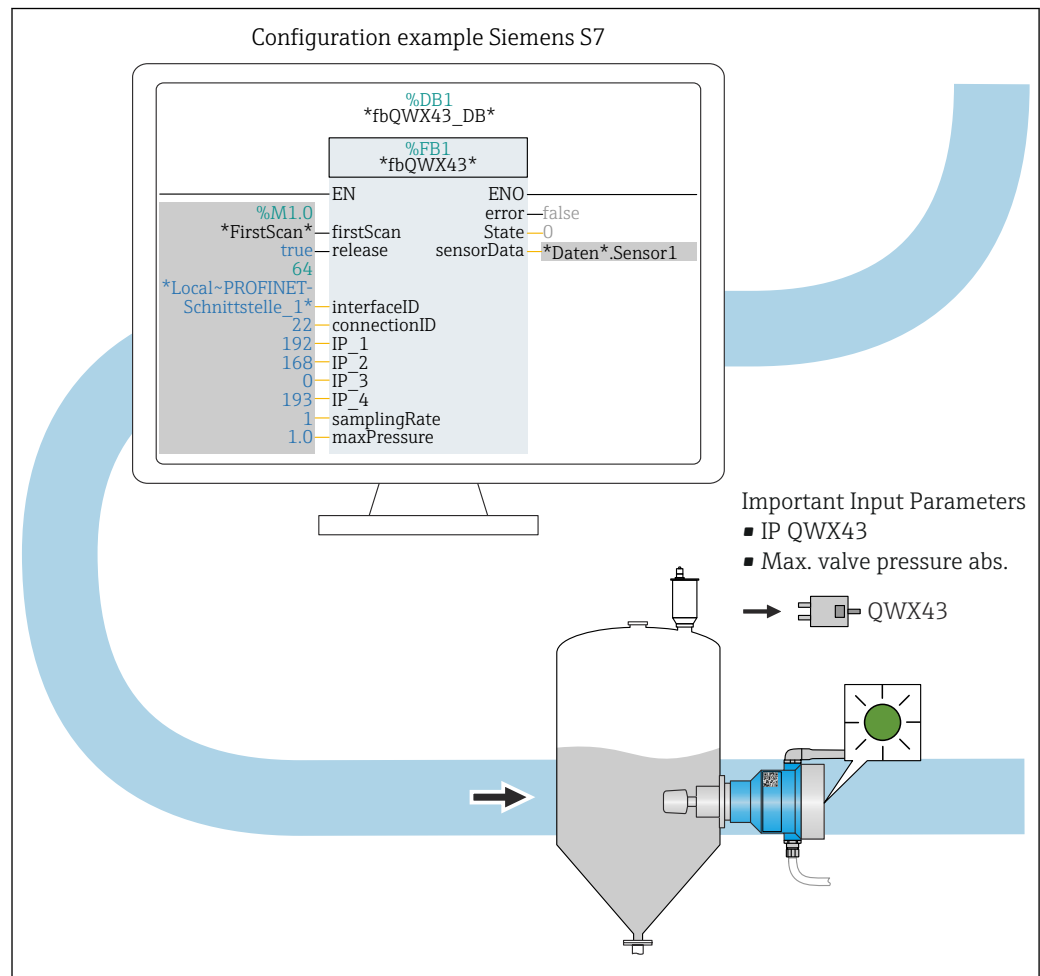 Configuration example Siemens S7
%DB1
*fbQWX43_DB*
%FB1
*fbQWX43*
EN ENO
%M1.0 error false
*FirstScan* firstScan State 0
true release sensorData *Daten*.Sensor1
64
*Local~PROFINET-
Schnittstelle_1* interfaceID
22 connectionID
192 IP_1
168 IP_2
0 IP_3
193 IP_4
1 samplingRate
1.0 maxPressure
Important Input Parameters
▪ IP QWX43
▪ Max. valve pressure abs.
QWX43